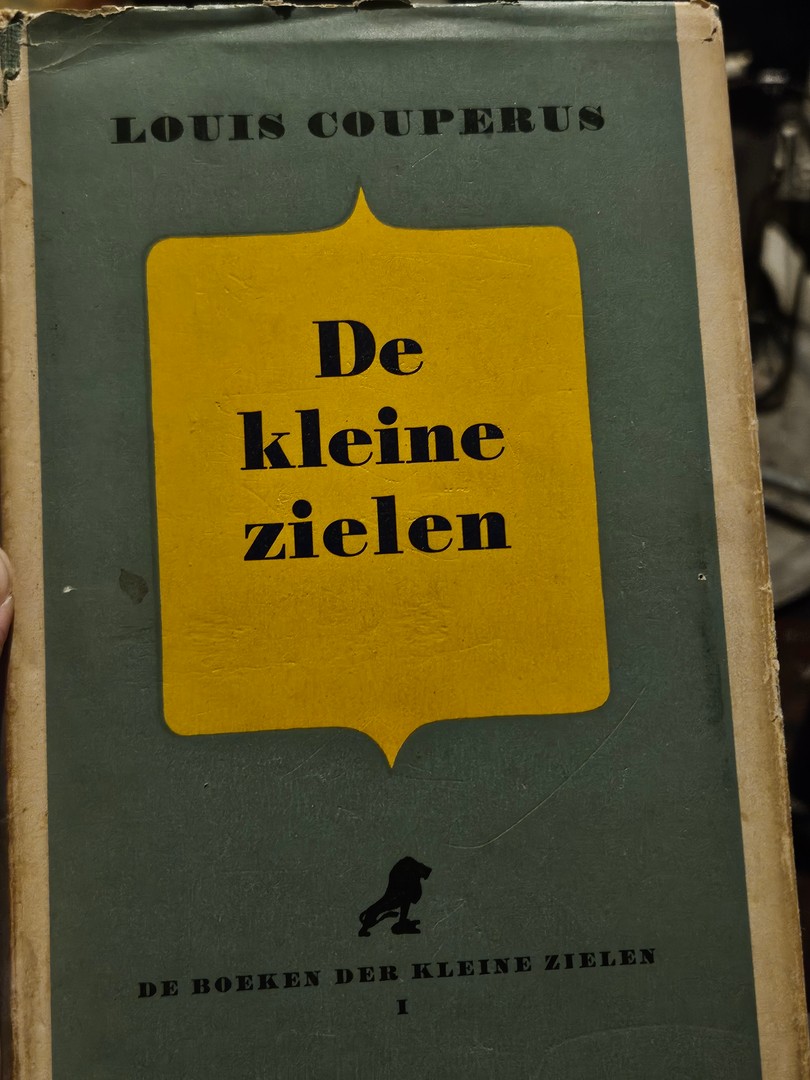 LOUIS COUPERUS
De
kleine
zielen
DE BOEKEN DER KLEINE ZIELEN
I